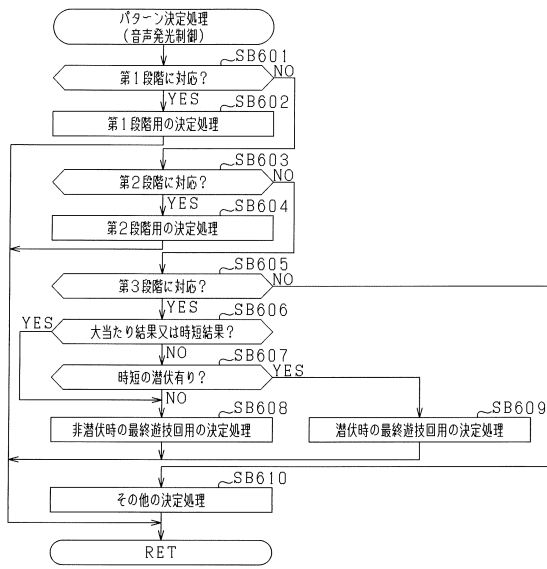 パターン決定処理
(音声発光制御)
SB601
第1段階に対応?
NO
YES
SB602
第1段階用の決定処理
SB603
第2段階に対応?
NO
YES
SB604
第2段階用の決定処理
SB605
第3段階に対応?
NO
YES
SB606
YES
大当たり結果又は時短結果?
NO
SB607
時短の潜伏有り?
YES
NO
SB608
非潜伏時の最終遊技回用の決定処理
SB609
潜伏時の最終遊技回用の決定処理
SB610
その他の決定処理
RET